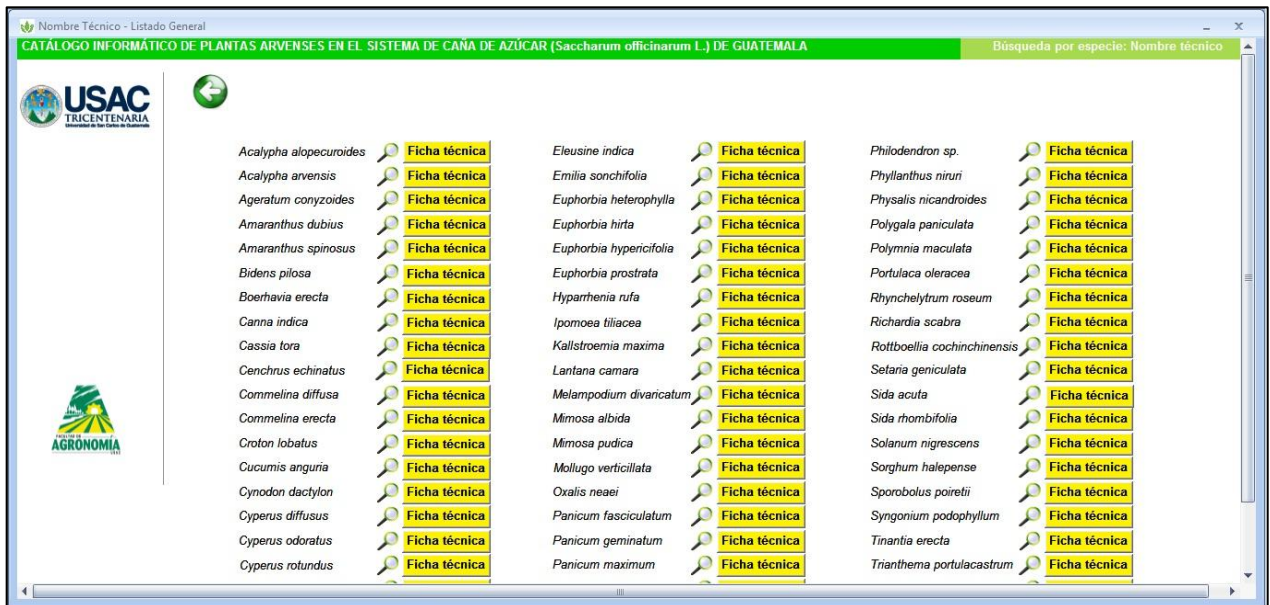 Nombre Técnico - Listado General
CATÁLOGO INFORMÁTICO DE PLANTAS ARVENSES EN EL SISTEMA DE CAÑA DE AZÚCAR (Saccharum officinarum L.) DE GUATEMALA Búsqueda por especie: Nombre técnico
USAC
TRICENTENARIA
Universidad de San Carlos de Guatemala
Acalypha alopecuroides Ficha técnica Eleusine indica Ficha técnica Philodendron sp. Ficha técnica
Acalypha arvensis Ficha técnica Emilia sonchifolia Ficha técnica Phyllanthus niruri Ficha técnica
Ageratum conyzoides Ficha técnica Euphorbia heterophylla Ficha técnica Physalis nicandroides Ficha técnica
Amaranthus dubius Ficha técnica Euphorbia hirta Ficha técnica Polygala paniculata Ficha técnica
Amaranthus spinosus Ficha técnica Euphorbia hypericifolia Ficha técnica Polymnia maculata Ficha técnica
Bidens pilosa Ficha técnica Euphorbia prostrata Ficha técnica Portulaca oleracea Ficha técnica
Boerhavia erecta Ficha técnica Hyparrhenia rufa Ficha técnica Rhynchelytrum roseum Ficha técnica
Canna indica Ficha técnica Ipomoea tiliacea Ficha técnica Richardia scabra Ficha técnica
Cassia tora Ficha técnica Kallstroemia maxima Ficha técnica Rottboellia cochinchinensis Ficha técnica
Cenchrus echinatus Ficha técnica Lantana camara Ficha técnica Setaria geniculata Ficha técnica
Commelina diffusa Ficha técnica Melampodium divaricatum Ficha técnica Sida acuta Ficha técnica
Commelina erecta Ficha técnica Mimosa albida Ficha técnica Sida rhombifolia Ficha técnica
Croton lobatus Ficha técnica Mimosa pudica Ficha técnica Solanum nigrescens Ficha técnica
Cucumis anguria Ficha técnica Mollugo verticillata Ficha técnica Sorghum halepense Ficha técnica
Cynodon dactylon Ficha técnica Oxalis neaei Ficha técnica Sporobolus poiretii Ficha técnica
Cyperus diffusus Ficha técnica Panicum fasciculatum Ficha técnica Syngonium podophyllum Ficha técnica
Cyperus odoratus Ficha técnica Panicum geminatum Ficha técnica Tinantia erecta Ficha técnica
Cyperus rotundus Ficha técnica Panicum maximum Ficha técnica Trianthema portulacastrum Ficha técnica
FACULTAD DE
AGRONOMÍA